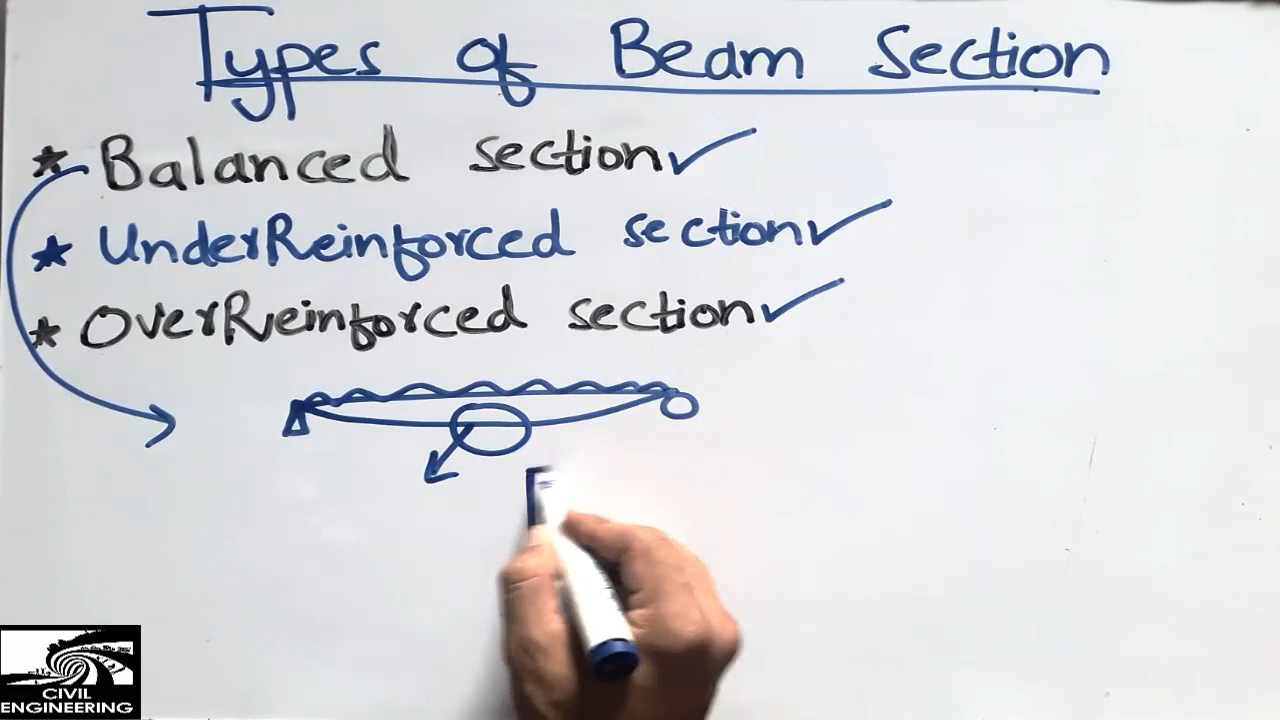 Types of Beam Section
★ Balanced section ✓
★ UnderReinforced section ✓
★ OverReinforced section ✓
CIVIL
ENGINEERING